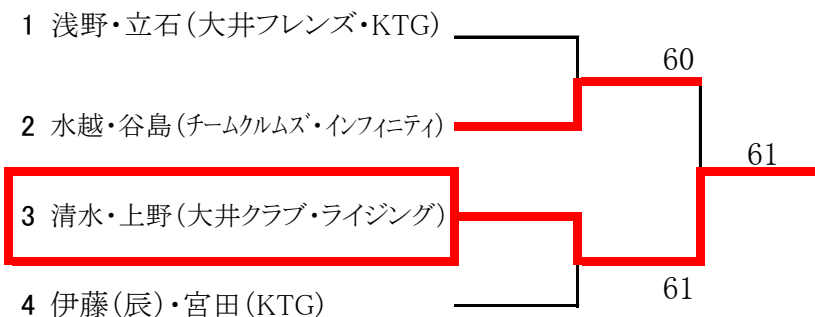 1 浅野・立石(大井フレンズ・KTG)
60
2 水越・谷島(チームクルムズ・インフィニティ)
61
3 清水・上野(大井クラブ・ライジング)
61
4 伊藤(辰)・宮田(KTG)